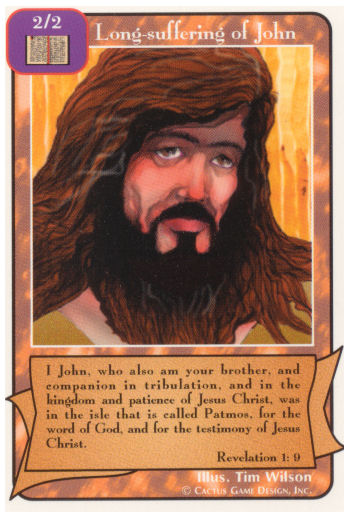 2/2
Long-suffering of John
I John, who also am your brother, and
companion in tribulation, and in the
kingdom and patience of Jesus Christ, was
in the isle that is called Patmos, for the
word of God, and for the testimony of Jesus
Christ.
Revelation 1: 9
Illus. Tim Wilson
© Cactus Game Design, Inc.